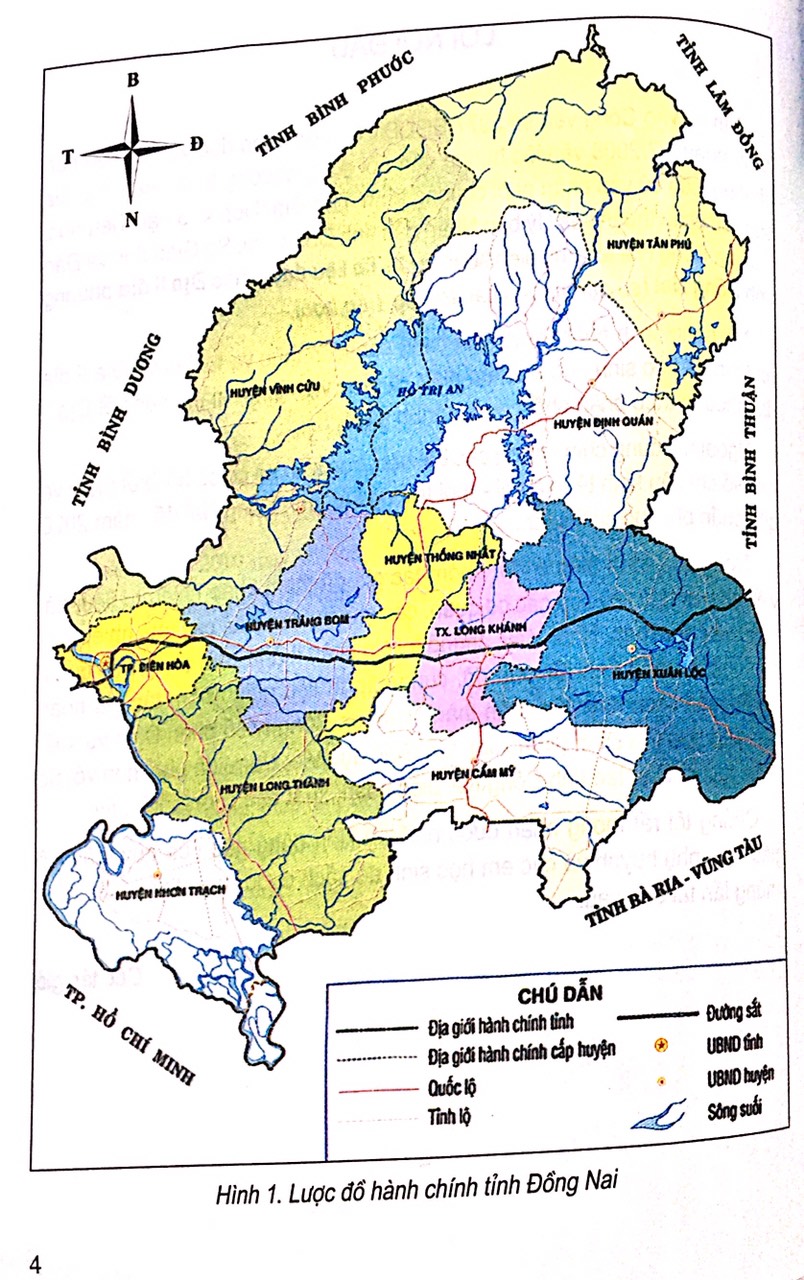 B
T
Đ
N
TỈNH BÌNH PHƯỚC
TỈNH LÂM ĐỒNG
HUYỆN TÂN PHÚ
TỈNH BÌNH DƯƠNG
HUYỆN VĨNH CỬU
HỒ TRỊ AN
HUYỆN ĐỊNH QUÁN
TỈNH BÌNH THUẬN
HUYỆN THỐNG NHẤT
HUYỆN TRẢNG BOM
TX. LONG KHÁNH
TP. BIÊN HÒA
HUYỆN XUÂN LỘC
HUYỆN LONG THÀNH
HUYỆN CẨM MỸ
HUYỆN NHƠN TRẠCH
TỈNH BÀ RỊA - VŨNG TÀU
TP. HỒ CHÍ MINH
CHÚ DẪN
Địa giới hành chính tỉnh
Đường sắt
Địa giới hành chính cấp huyện
UBND tỉnh
Quốc lộ
UBND huyện
Tỉnh lộ
Sông suối
Hình 1. Lược đồ hành chính tỉnh Đồng Nai
4